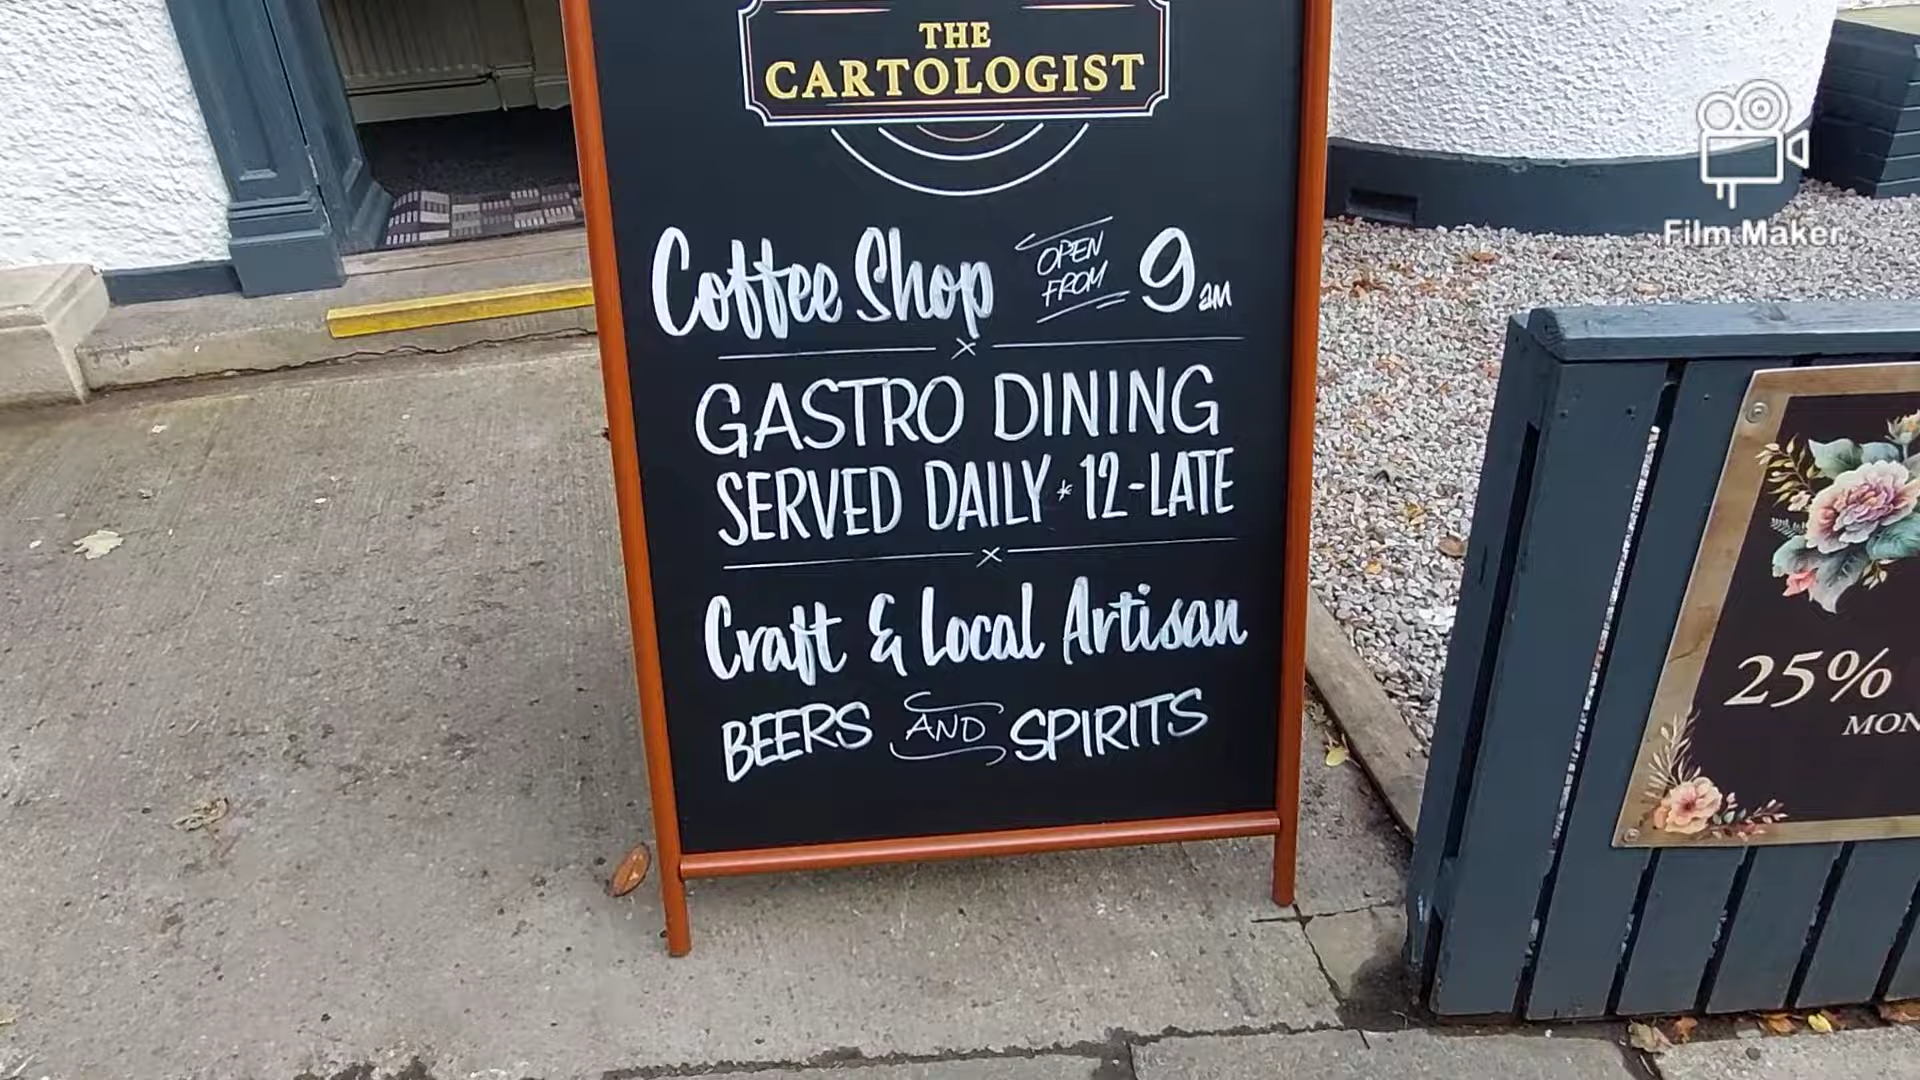 THE
CARTOLOGIST
Coffee Shop OPEN FROM 9am
GASTRO DINING
SERVED DAILY * 12-LATE
Craft & Local Artisan
BEERS AND SPIRITS
Film Maker
25%